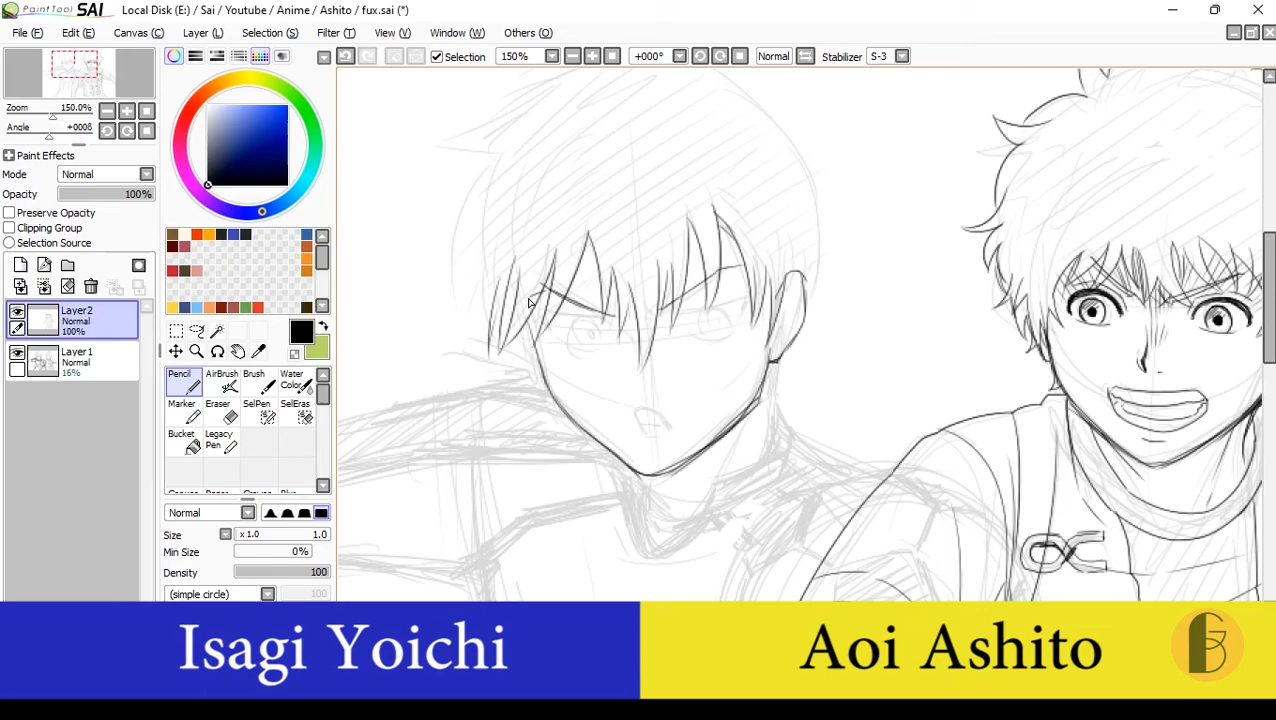 PaintTool SAI Local Disk (E:) / Sai / Youtube / Anime / Ashito / fux.sai (*)
File (F) Edit (E) Canvas (C) Layer (L) Selection (S) Filter (T) View (V) Window (W) Others (O)
Selection 150% +000° Normal Stabilizer S-3
Zoom 150.0%
Angle +000
Paint Effects
Mode Normal
Opacity 100%
Preserve Opacity
Clipping Group
Selection Source
Layer2
Normal
100%
Layer1
Normal
16%
Pencil AirBrush Brush Water Color
Marker Eraser SelPen SelEras
Bucket Legacy Pen
Normal
Size x 1.0 1.0
Min Size 0%
Density 100
(simple circle) 100
Isagi Yoichi
Aoi Ashito